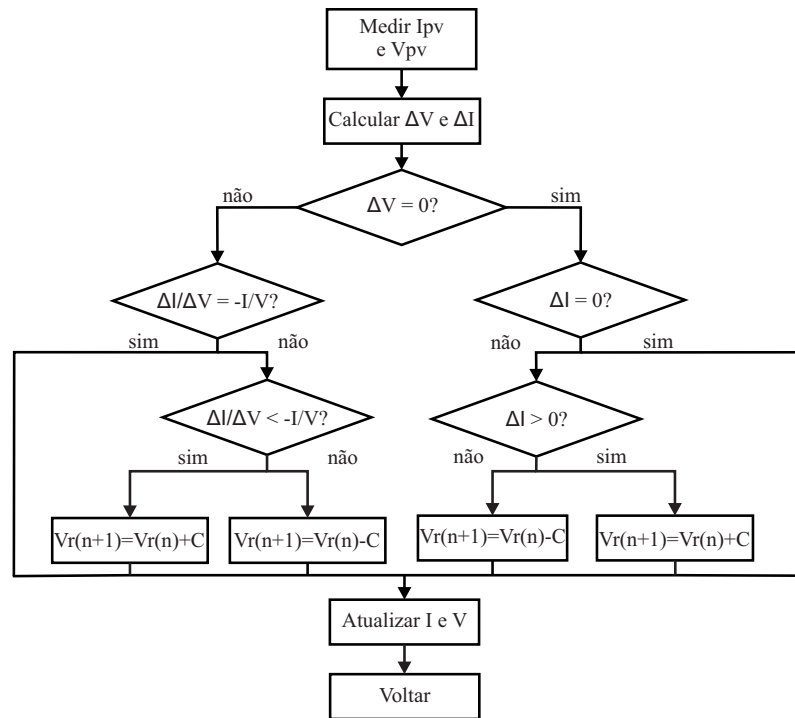 Medir Ipv
e Vpv
Calcular ΔV e ΔI
não
ΔV = 0?
sim
ΔI/ΔV = -I/V?
ΔI = 0?
sim
não
não
sim
ΔI/ΔV < -I/V?
ΔI > 0?
sim
não
não
sim
Vr(n+1)=Vr(n)+C
Vr(n+1)=Vr(n)-C
Vr(n+1)=Vr(n)-C
Vr(n+1)=Vr(n)+C
Atualizar I e V
Voltar